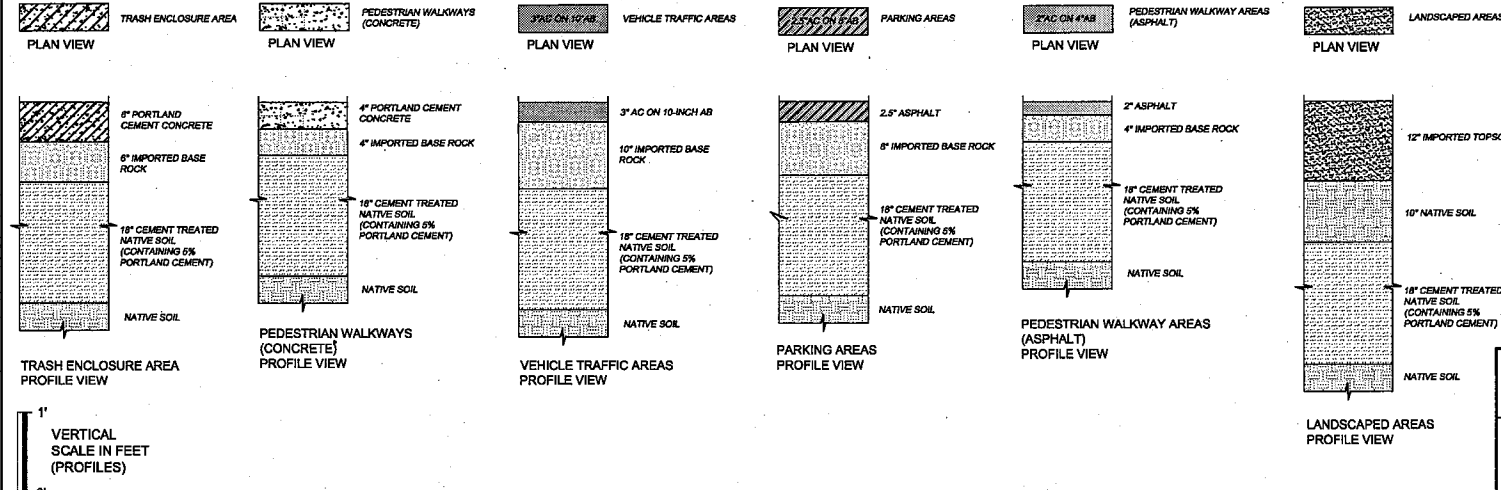 TRASH ENCLOSURE AREA
PLAN VIEW
PEDESTRIAN WALKWAYS
(CONCRETE)
PLAN VIEW
3"AC ON 10"AB
VEHICLE TRAFFIC AREAS
PLAN VIEW
2.5"AC ON 8"AB
PARKING AREAS
PLAN VIEW
2"AC ON 4"AB
PEDESTRIAN WALKWAY AREAS
(ASPHALT)
PLAN VIEW
LANDSCAPED AREAS
PLAN VIEW
6" PORTLAND
CEMENT CONCRETE
6" IMPORTED BASE
ROCK
18" CEMENT TREATED
NATIVE SOIL
(CONTAINING 5%
PORTLAND CEMENT)
NATIVE SOIL
TRASH ENCLOSURE AREA
PROFILE VIEW
4" PORTLAND CEMENT
CONCRETE
4" IMPORTED BASE ROCK
18" CEMENT TREATED
NATIVE SOIL
(CONTAINING 5%
PORTLAND CEMENT)
NATIVE SOIL
PEDESTRIAN WALKWAYS
(CONCRETE)
PROFILE VIEW
3" AC ON 10-INCH AB
10" IMPORTED BASE
ROCK
18" CEMENT TREATED
NATIVE SOIL
(CONTAINING 5%
PORTLAND CEMENT)
NATIVE SOIL
VEHICLE TRAFFIC AREAS
PROFILE VIEW
2.5" ASPHALT
8" IMPORTED BASE ROCK
18" CEMENT TREATED
NATIVE SOIL
(CONTAINING 5%
PORTLAND CEMENT)
NATIVE SOIL
PARKING AREAS
PROFILE VIEW
2" ASPHALT
4" IMPORTED BASE ROCK
18" CEMENT TREATED
NATIVE SOIL
(CONTAINING 5%
PORTLAND CEMENT)
NATIVE SOIL
PEDESTRIAN WALKWAY AREAS
(ASPHALT)
PROFILE VIEW
12" IMPORTED TOPSO
10" NATIVE SOIL
18" CEMENT TREATED
NATIVE SOIL
(CONTAINING 5%
PORTLAND CEMENT)
NATIVE SOIL
LANDSCAPED AREAS
PROFILE VIEW
1'
VERTICAL
SCALE IN FEET
(PROFILES)